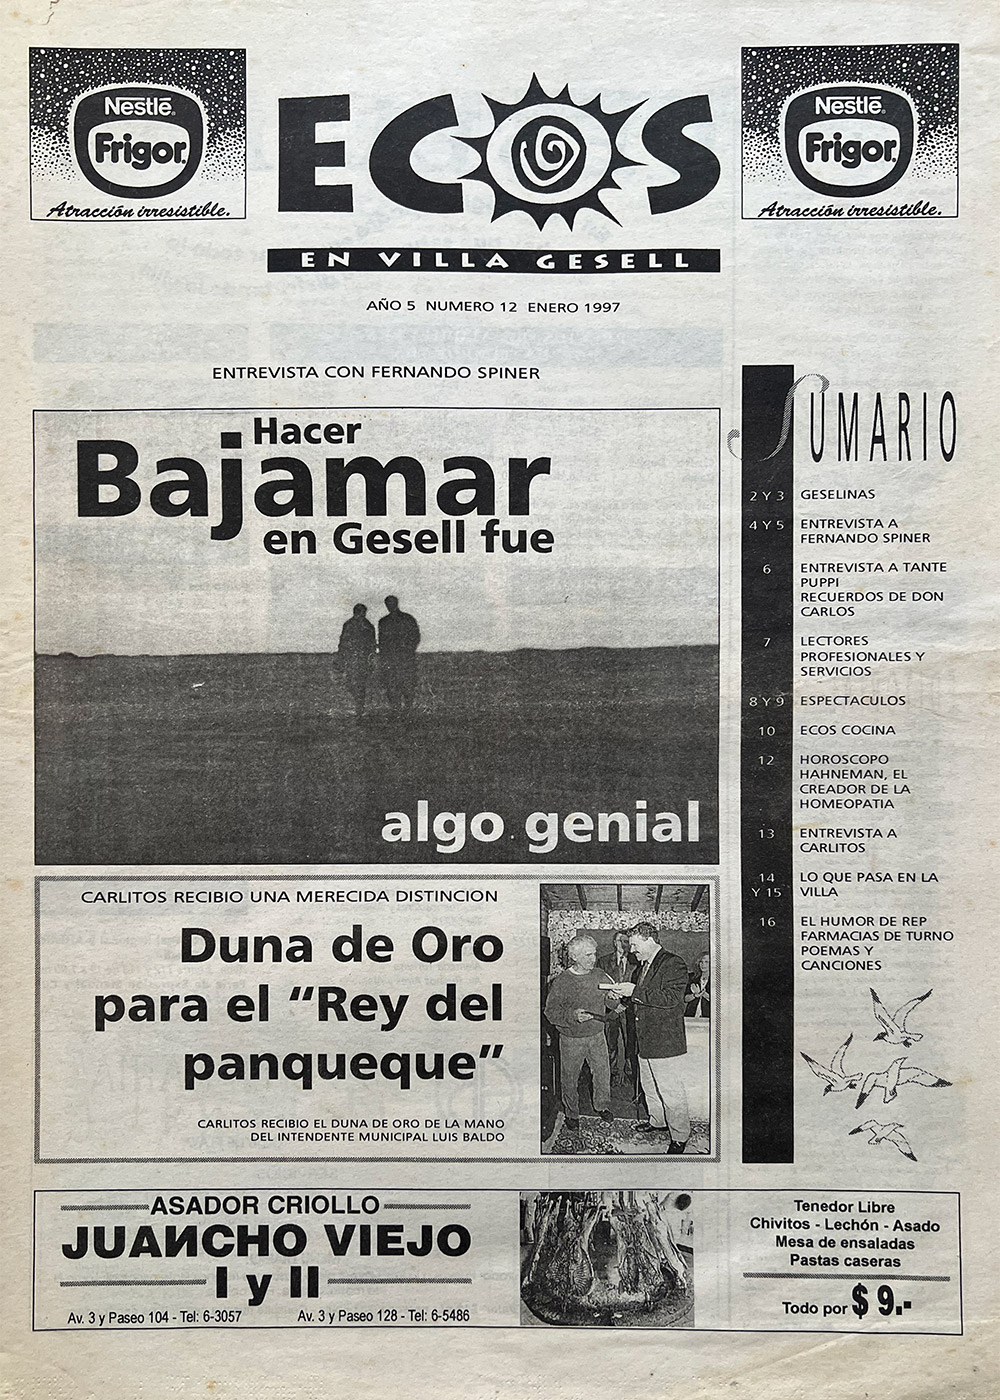 Nestlé
Frigor
Atracción irresistible.
ECOS
EN VILLA GESELL
Nestlé
Frigor
Atracción irresistible.
AÑO 5 NUMERO 12 ENERO 1997
ENTREVISTA CON FERNANDO SPINER
Hacer
Bajamar
en Gesell fue
algo genial
CARLITOS RECIBIO UNA MERECIDA DISTINCION
Duna de Oro
para el “Rey del
panqueque”
CARLITOS RECIBIO EL DUNA DE ORO DE LA MANO
DEL INTENDENTE MUNICIPAL LUIS BALDO
SUMARIO
2 Y 3 GESELINAS
4 Y 5 ENTREVISTA A
FERNANDO SPINER
6 ENTREVISTA A TANTE
PUPPI
RECUERDOS DE DON
CARLOS
7 LECTORES
PROFESIONALES Y
SERVICIOS
8 Y 9 ESPECTACULOS
10 ECOS COCINA
12 HOROSCOPO
HAHNEMAN, EL
CREADOR DE LA
HOMEOPATIA
13 ENTREVISTA A
CARLITOS
14 LO QUE PASA EN LA
Y 15 VILLA
16 EL HUMOR DE REP
FARMACIAS DE TURNO
POEMAS Y
CANCIONES
ASADOR CRIOLLO
JUANCHO VIEJO
I y II
Av. 3 y Paseo 104 - Tel: 6-3057
Av. 3 y Paseo 128 - Tel: 6-5486
Tenedor Libre
Chivitos - Lechón - Asado
Mesa de ensaladas
Pastas caseras
Todo por $ 9.-